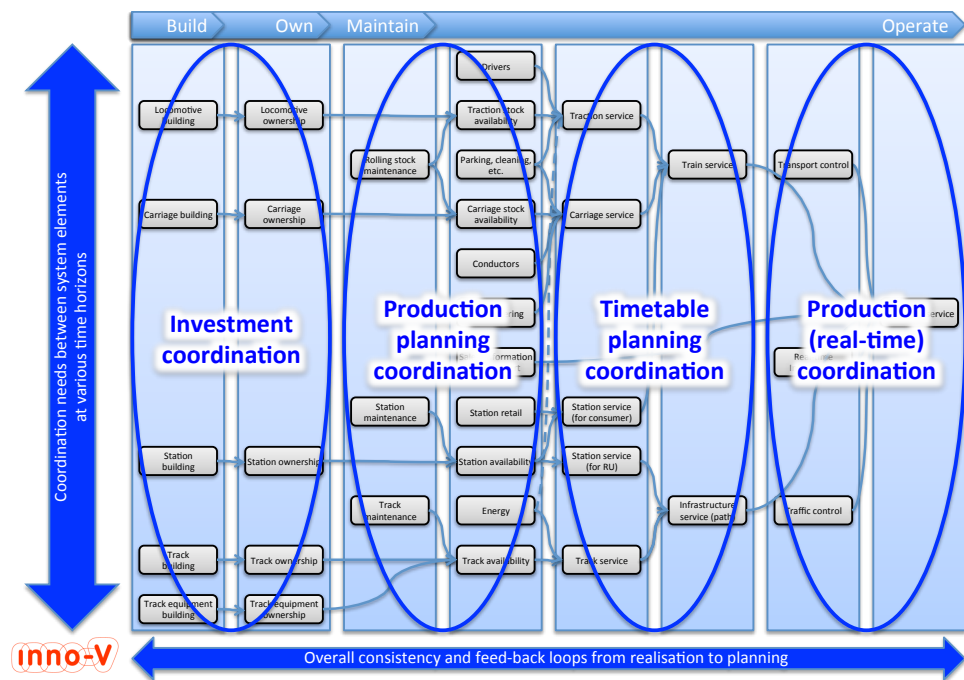 Build
Own
Maintain
Operate
Coordination needs between system elements
at various time horizons
Drivers
Locomotive
building
Locomotive
ownership
Traction stock
availability
Traction service
Rolling stock
maintenance
Parking, cleaning,
etc.
Train service
Transport control
Carriage building
Carriage
ownership
Carriage stock
availability
Carriage service
Conductors
Investment
coordination
Production
planning
coordination
Timetable
planning
coordination
Production
(real-time)
coordination
service
Station
maintenance
Station retail
Station service
(for consumer)
Station
building
Station ownership
Station availability
Station service
(for RU)
Track
maintenance
Energy
Infrastructure
service (path)
Traffic control
Track
building
Track ownership
Track availability
Track service
Track equipment
building
Track equipment
ownership
inno-V
Overall consistency and feed-back loops from realisation to planning